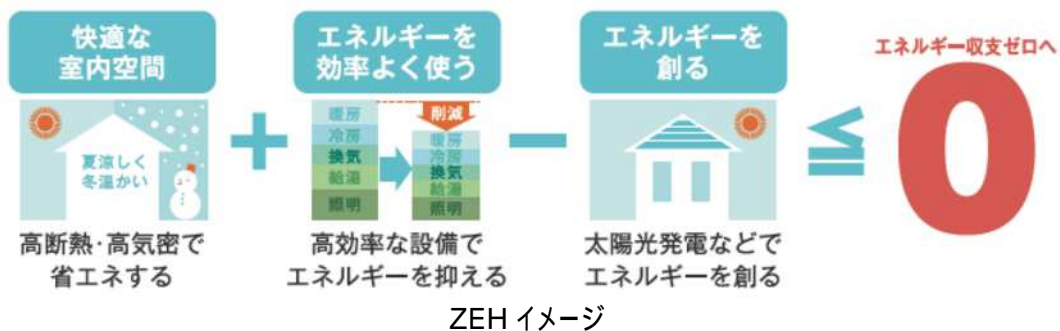 快適な
室内空間
夏涼しく
冬温かい
高断熱・高気密で
省エネする
＋
エネルギーを
効率よく使う
暖房
冷房
換気
給湯
照明
削減
暖房
冷房
換気
給湯
照明
高効率な設備で
エネルギーを抑える
－
エネルギーを
創る
太陽光発電などで
エネルギーを創る
≦
エネルギー収支ゼロへ
0
ZEH イメージ